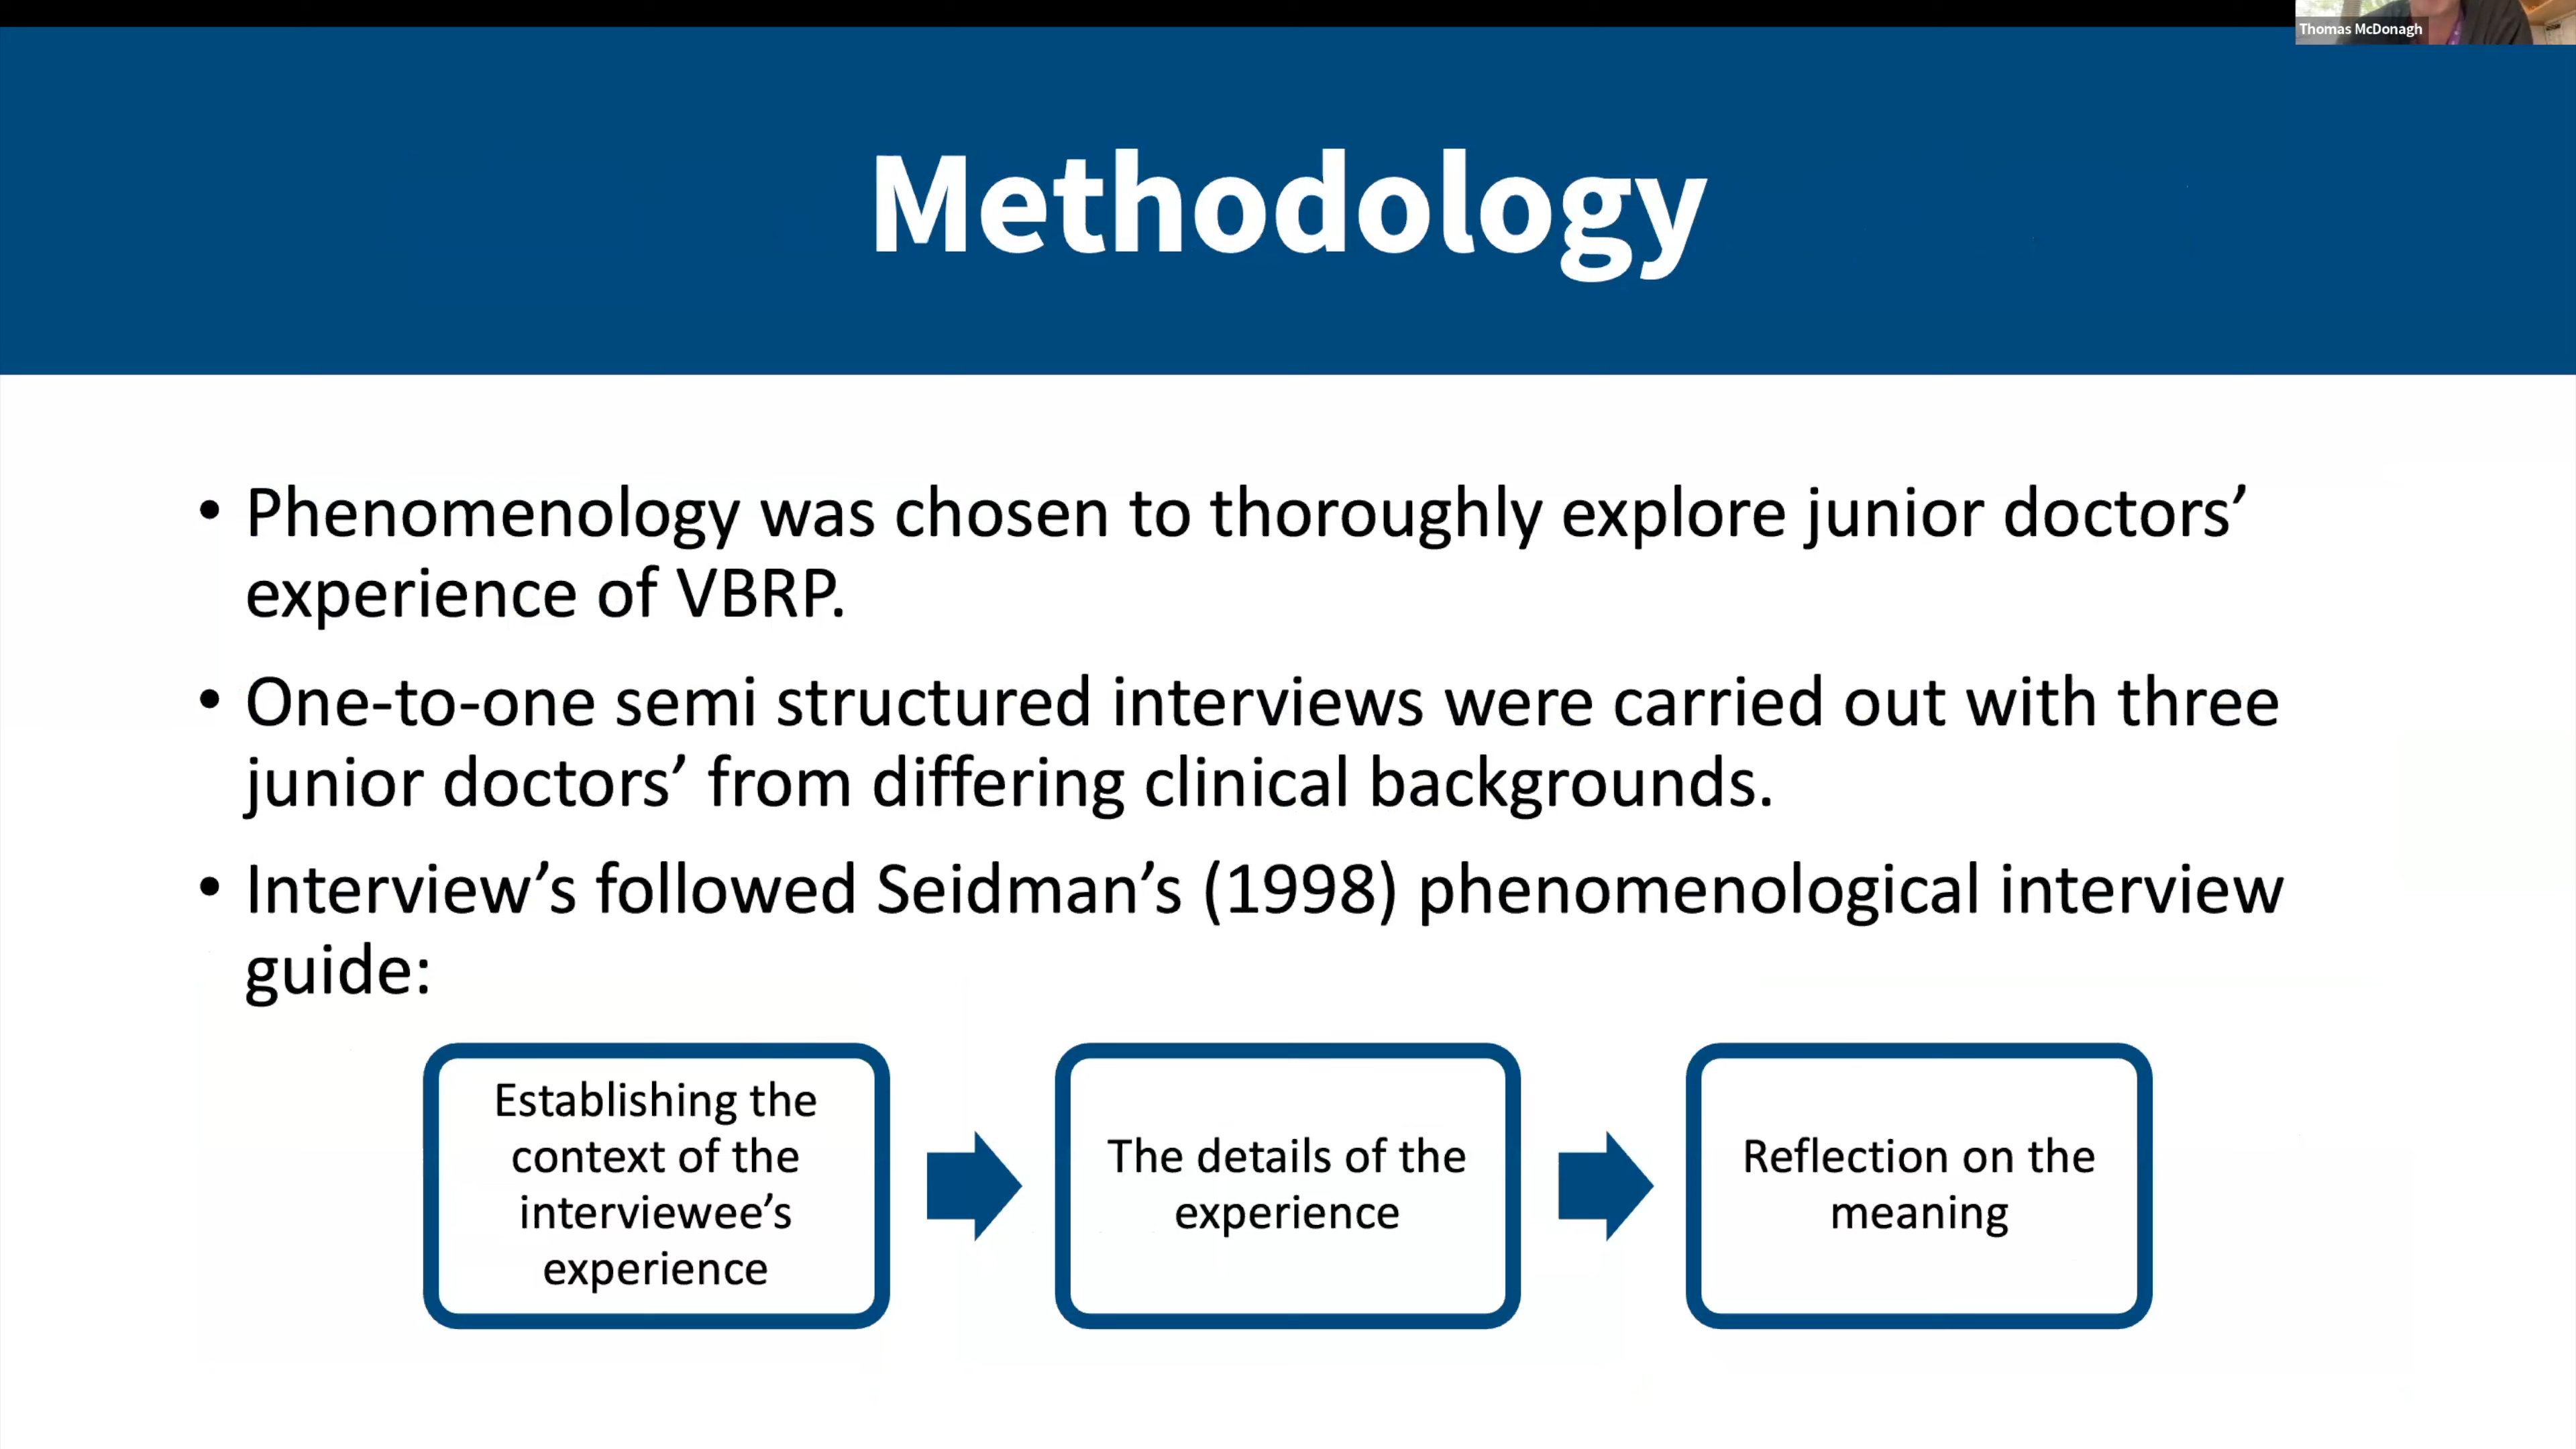 Thomas McDonagh
Methodology
• Phenomenology was chosen to thoroughly explore junior doctors’
experience of VBRP.
• One-to-one semi structured interviews were carried out with three
junior doctors’ from differing clinical backgrounds.
• Interview’s followed Seidman’s (1998) phenomenological interview
guide:
Establishing the
context of the
interviewee’s
experience
The details of the
experience
Reflection on the
meaning